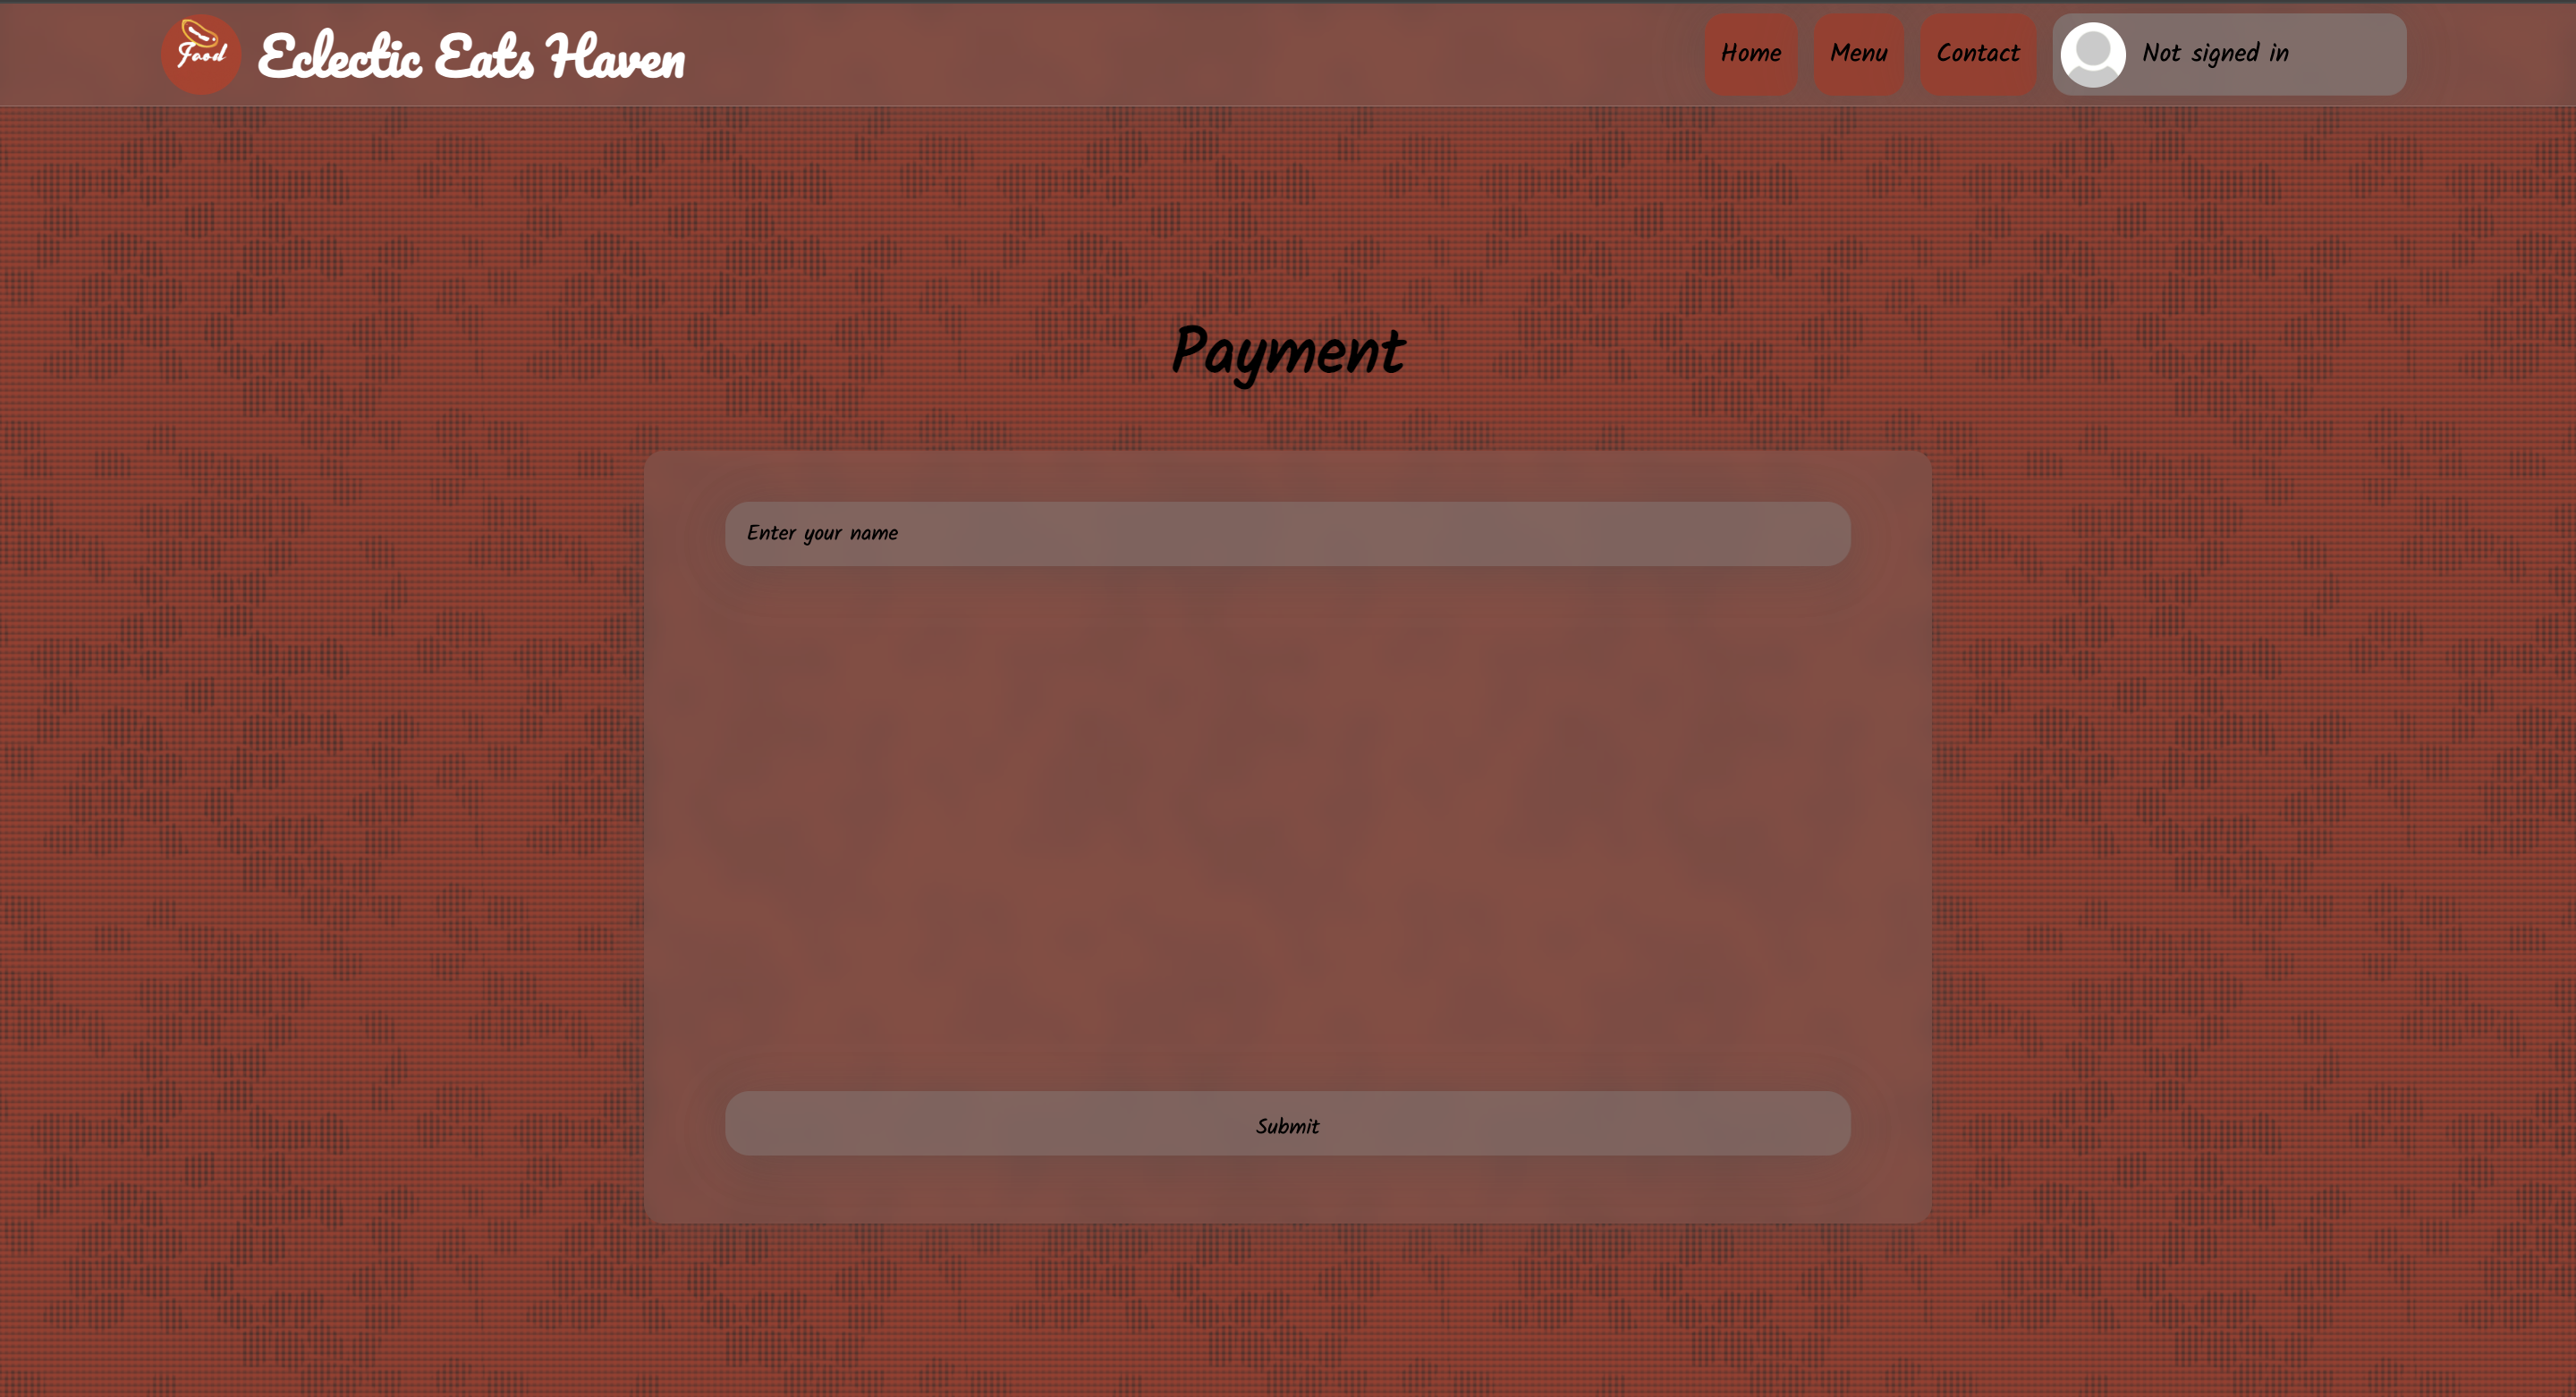 Food
Eclectic Eats Haven
Home
Menu
Contact
Not signed in
Payment
Enter your name
Submit